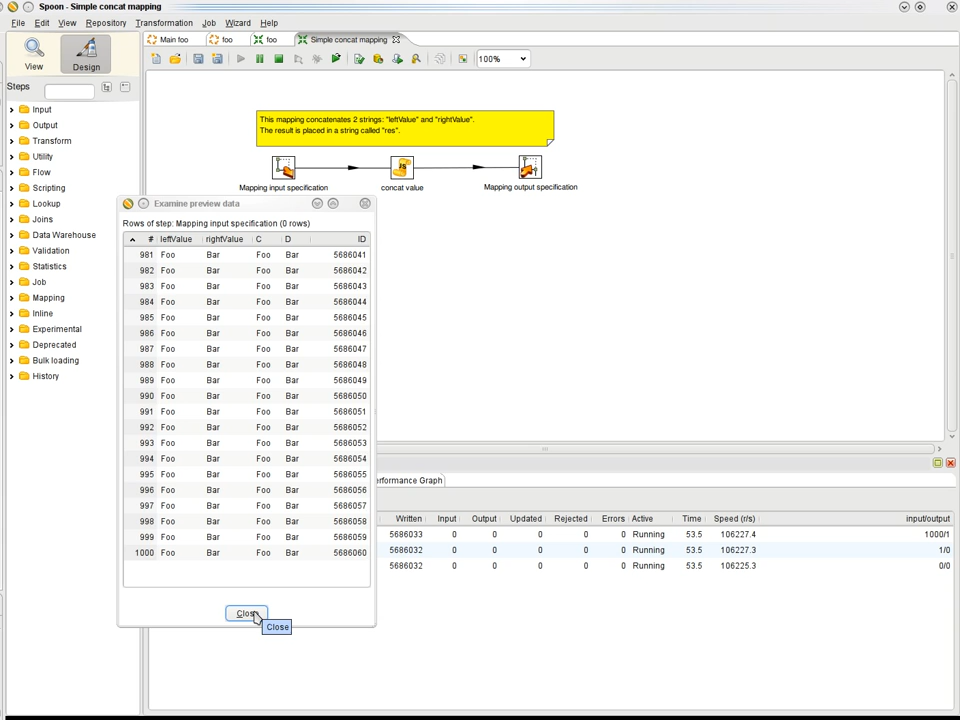 Spoon - Simple concat mapping
File Edit View Repository Transformation Job Wizard Help
View Design
Main foo foo foo Simple concat mapping
100%
Steps
Input
Output
Transform
Utility
Flow
Scripting
Lookup
Joins
Data Warehouse
Validation
Statistics
Job
Mapping
Inline
Experimental
Deprecated
Bulk loading
History
This mapping concatenates 2 strings: "leftValue" and "rightValue".
The result is placed in a string called "res".
JS
Mapping input specification concat value Mapping output specification
Examine preview data
Rows of step: Mapping input specification (0 rows)
# leftValue rightValue C D ID
981 Foo Bar Foo Bar 5686041
982 Foo Bar Foo Bar 5686042
983 Foo Bar Foo Bar 5686043
984 Foo Bar Foo Bar 5686044
985 Foo Bar Foo Bar 5686045
986 Foo Bar Foo Bar 5686046
987 Foo Bar Foo Bar 5686047
988 Foo Bar Foo Bar 5686048
989 Foo Bar Foo Bar 5686049
990 Foo Bar Foo Bar 5686050
991 Foo Bar Foo Bar 5686051
992 Foo Bar Foo Bar 5686052
993 Foo Bar Foo Bar 5686053
994 Foo Bar Foo Bar 5686054
995 Foo Bar Foo Bar 5686055
996 Foo Bar Foo Bar 5686056
997 Foo Bar Foo Bar 5686057
998 Foo Bar Foo Bar 5686058
999 Foo Bar Foo Bar 5686059
1000 Foo Bar Foo Bar 5686060
Close
Close
erformance Graph
Written Input Output Updated Rejected Errors Active Time Speed (r/s) input/output
5686033 0 0 0 0 0 Running 53.5 106227.4 1000/1
5686032 0 0 0 0 0 Running 53.5 106227.3 1/0
5686032 0 0 0 0 0 Running 53.5 106225.3 0/0